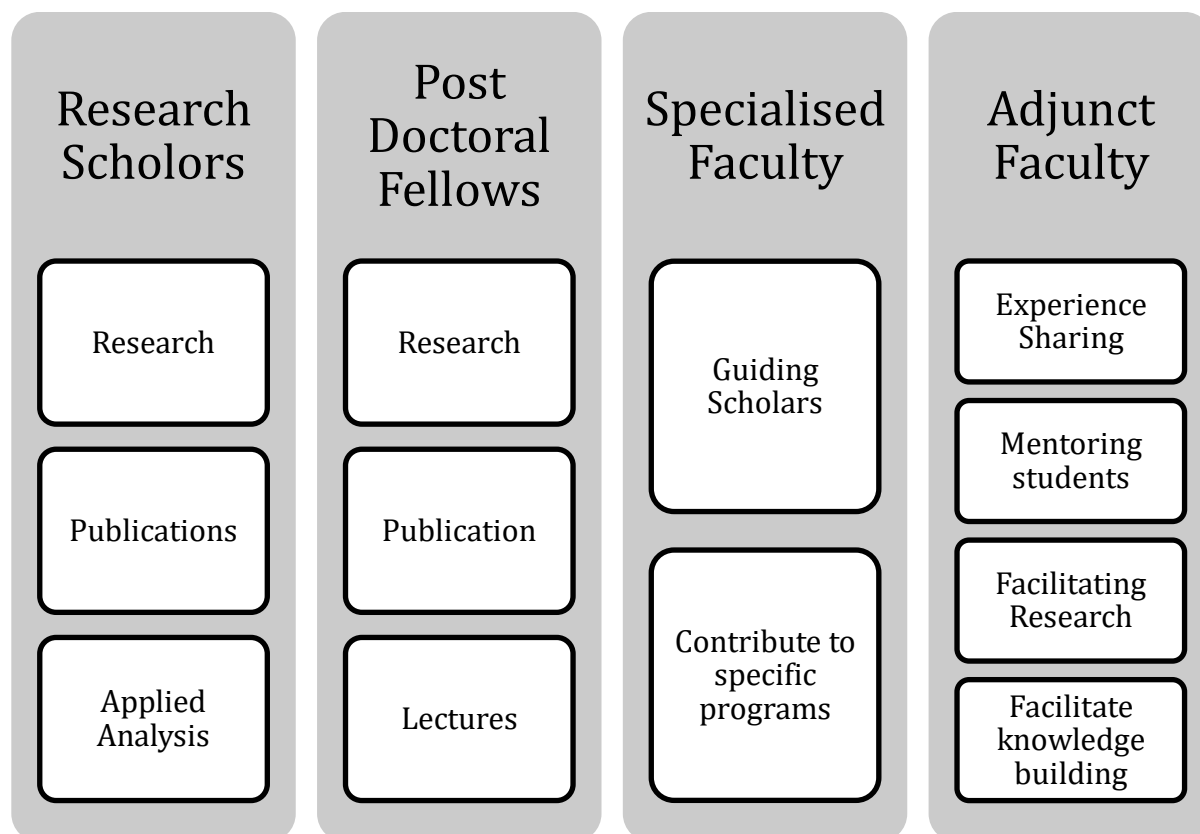 Research
Scholors
Research
Publications
Applied
Analysis
Post
Doctoral
Fellows
Research
Publication
Lectures
Specialised
Faculty
Guiding
Scholars
Contribute to
specific
programs
Adjunct
Faculty
Experience
Sharing
Mentoring
students
Facilitating
Research
Facilitate
knowledge
building